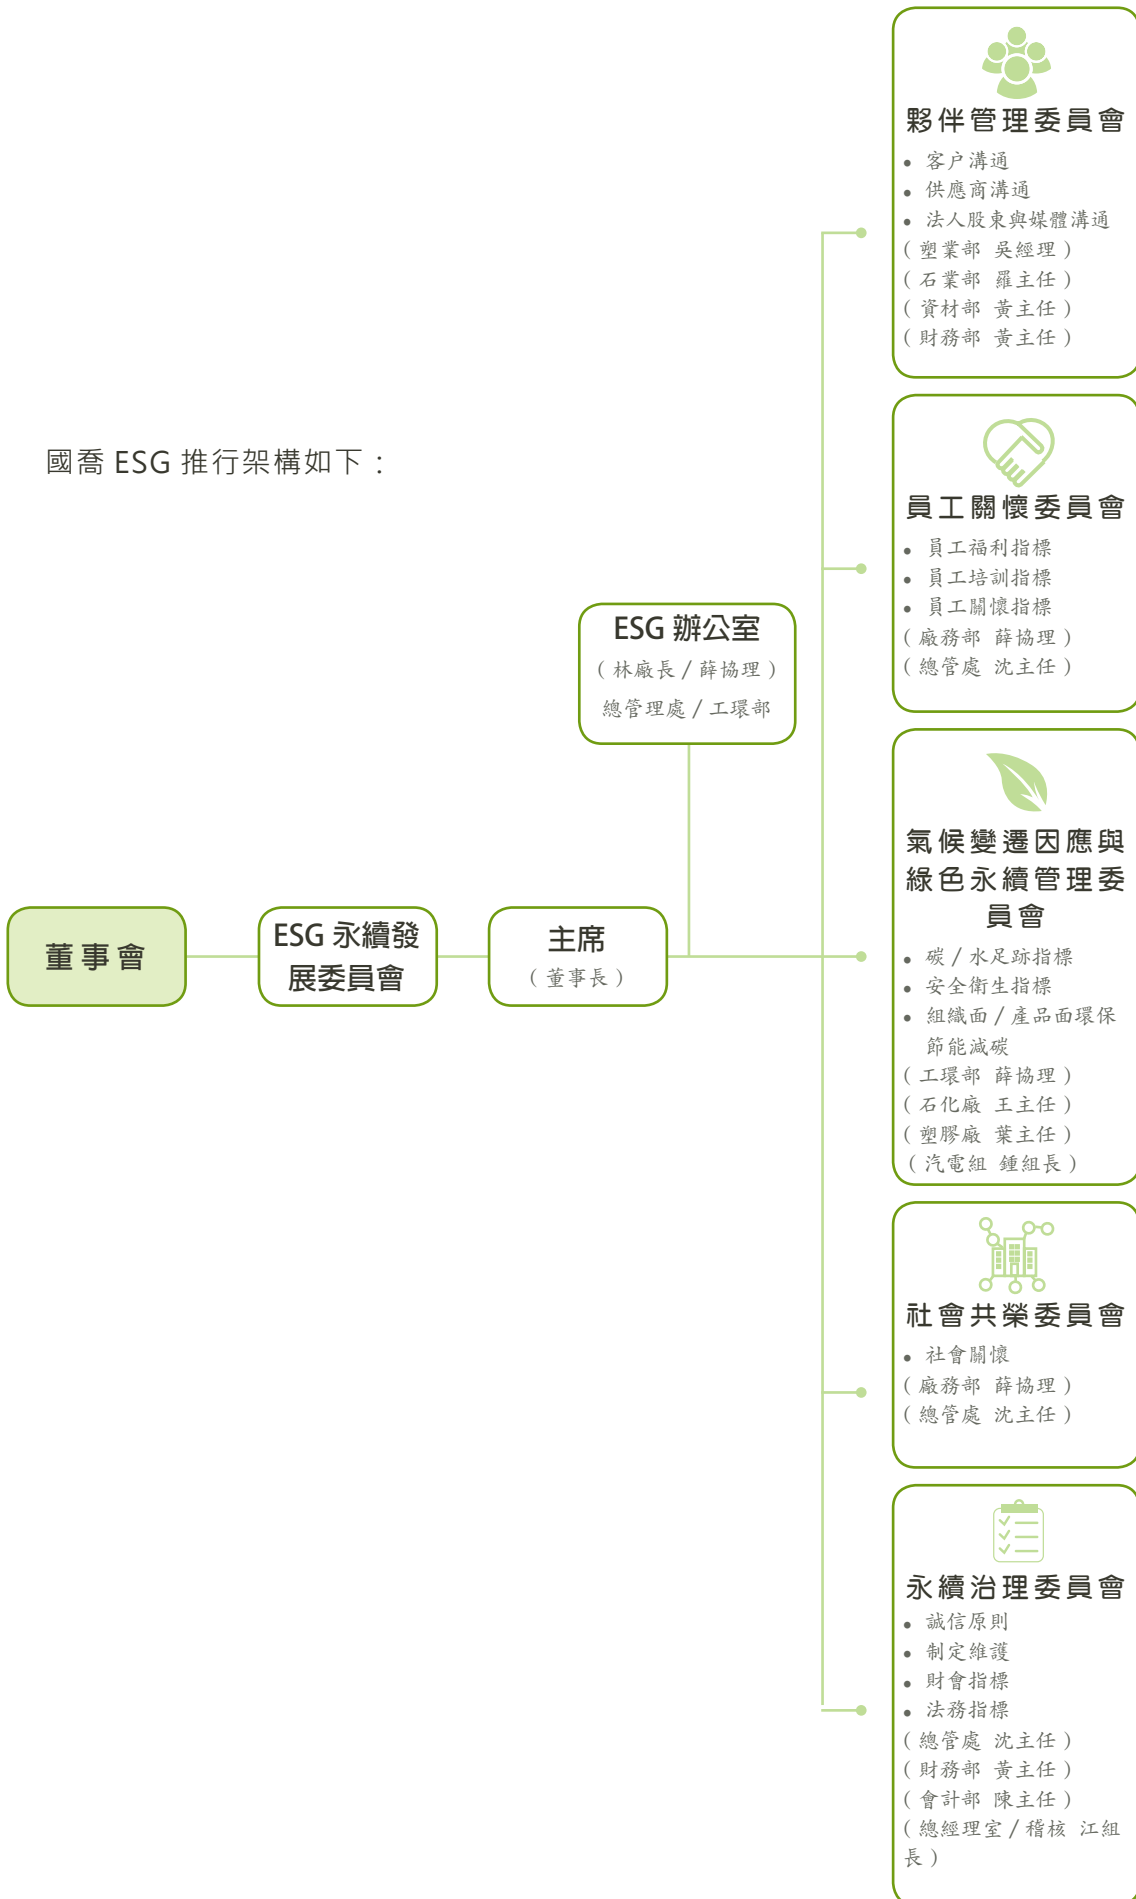 國喬 ESG 推行架構如下：
董事會
ESG 永續發
展委員會
主席
（董事長）
ESG 辦公室
（林廠長 / 薛協理）
總管理處 / 工環部
夥伴管理委員會
• 客户溝通
• 供應商溝通
• 法人股東與媒體溝通
（塑業部 吳經理）
（石業部 羅主任）
（資材部 黃主任）
（財務部 黃主任）
員工關懷委員會
• 員工福利指標
• 員工培訓指標
• 員工關懷指標
（廠務部 薛協理）
（總管處 沈主任）
氣候變遷因應與
綠色永續管理委
員會
• 碳 / 水足跡指標
• 安全衛生指標
• 組織面 / 產品面環保
節能減碳
（工環部 薛協理）
（石化廠 王主任）
（塑膠廠 葉主任）
（汽電組 鍾組長）
社會共榮委員會
• 社會關懷
（廠務部 薛協理）
（總管處 沈主任）
永續治理委員會
• 誠信原則
• 制定維護
• 財會指標
• 法務指標
（總管處 沈主任）
（財務部 黃主任）
（會計部 陳主任）
（總經理室 / 稽核 江組
長）